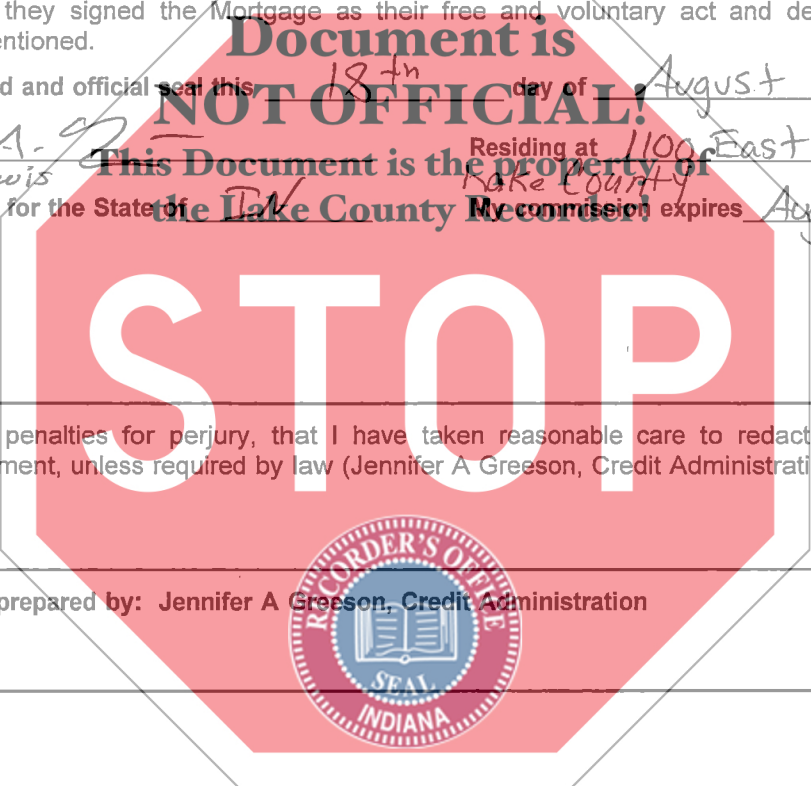 they signed the Mortgage as their free and voluntary act and de
entioned.
Document is
d and official seal this 18th day of August
NOT OFFICIAL!
A.
Residing at 1100 East
This Document is the property of
wis
Lake County
for the State of IN My commission expires Au
the Lake County Recorder!
STOP
penalties for perjury, that I have taken reasonable care to redact
ment, unless required by law (Jennifer A Greeson, Credit Administrati
RECORDER'S OFFICE
prepared by: Jennifer A Greeson, Credit Administration
SEAL
INDIANA